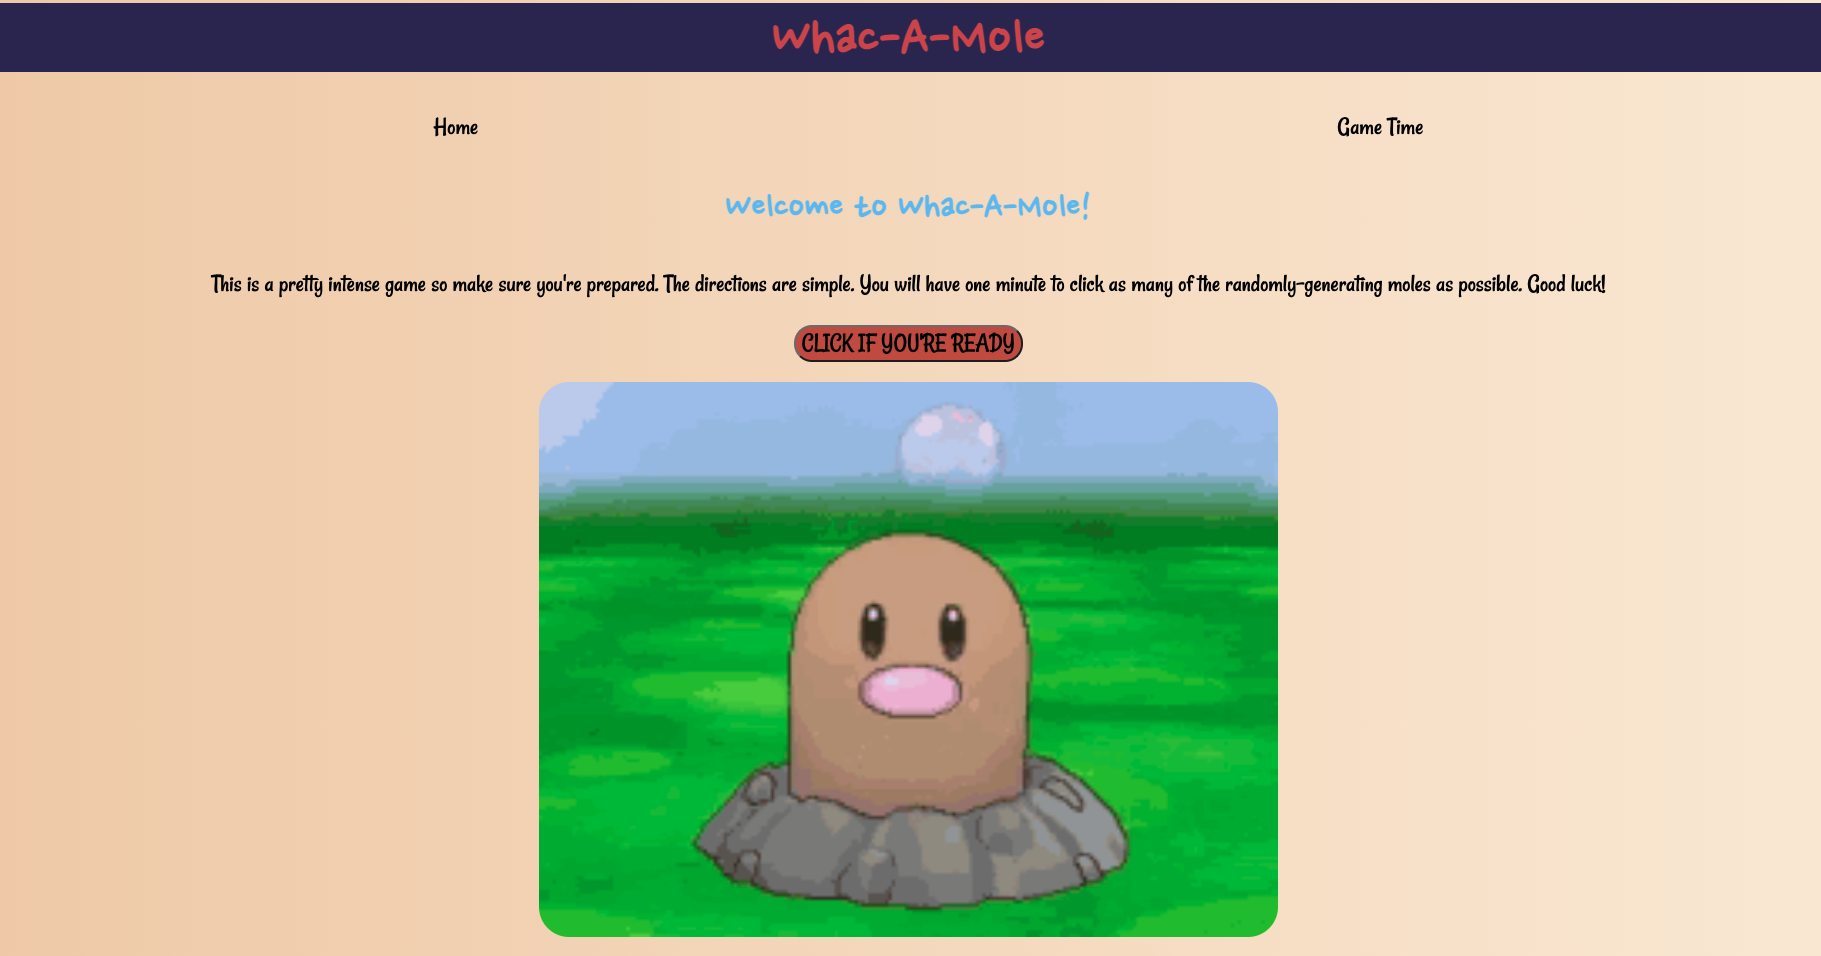 Whac-A-Mole
Home Game Time
Welcome to Whac-A-Mole!
This is a pretty intense game so make sure you're prepared. The directions are simple. You will have one minute to click as many of the randomly-generating moles as possible. Good luck!
CLICK IF YOU'RE READY